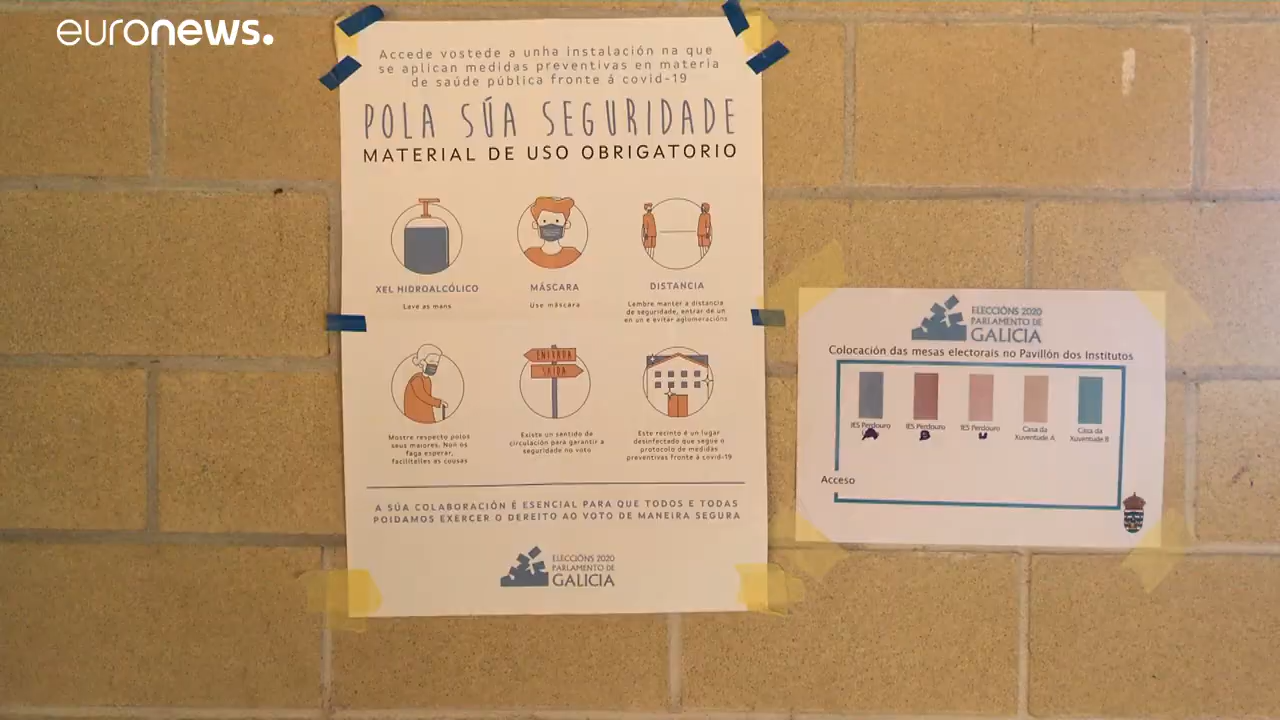 euronews.
Accede vostede a unha instalación na que
se aplican medidas preventivas en materia
de saúde pública fronte á covid-19
POLA SÚA SEGURIDADE
MATERIAL DE USO OBRIGATORIO
XEL HIDROALCÓLICO
Lave as mans
MÁSCARA
Use máscara
DISTANCIA
Lembre manter a distancia
de seguridade, entrar de un
en un e evitar aglomeracións
Mostre respecto polos
seus maiores. Non os
faga esperar,
facilítelles as cousas
ENTRADA
SAÍDA
Existe un sentido de
circulación para garantir a
seguridade no voto
Este recinto é un lugar
desinfectado que segue o
protocolo de medidas
preventivas fronte á covid-19
A SÚA COLABORACIÓN É ESENCIAL PARA QUE TODOS E TODAS
POIDAMOS EXERCER O DEREITO AO VOTO DE MANEIRA SEGURA
ELECCIÓNS 2020
PARLAMENTO DE
GALICIA
ELECCIÓNS 2020
PARLAMENTO DE
GALICIA
Colocación das mesas electorais no Pavillón dos Institutos
IES Perdouro
A
IES Perdouro
B
IES Perdouro
U
Casa da
Xuventude A
Casa da
Xuventude B
Acceso